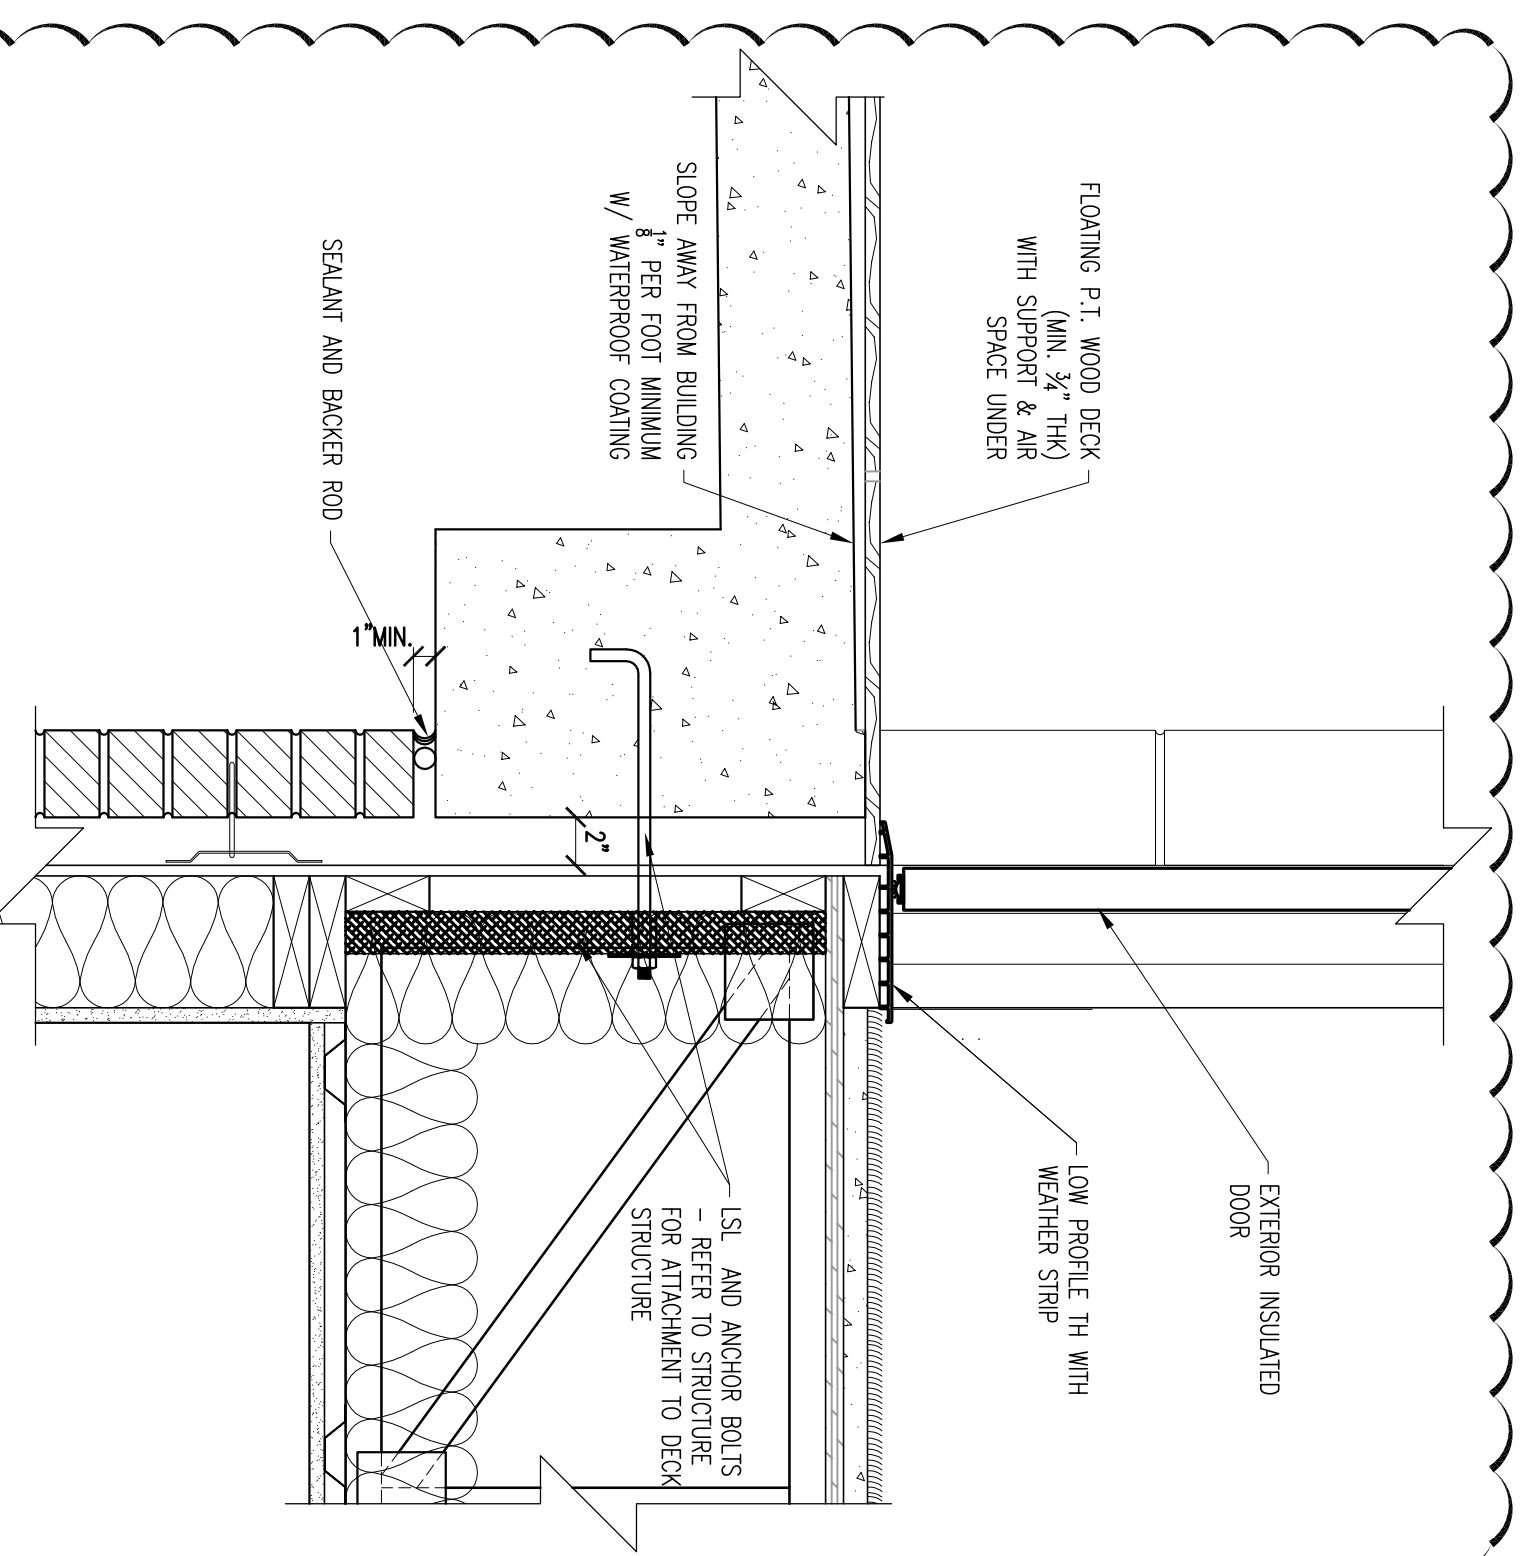 FLOATING P.T. WOOD DECK
(MIN. 3/4" THK)
WITH SUPPORT & AIR
SPACE UNDER
SLOPE AWAY FROM BUILDING
1/8" PER FOOT MINIMUM
W/ WATERPROOF COATING
SEALANT AND BACKER ROD
1"MIN.
2"
EXTERIOR INSULATED
DOOR
LOW PROFILE TH WITH
WEATHER STRIP
LSL AND ANCHOR BOLTS
- REFER TO STRUCTURE
FOR ATTACHMENT TO DECK
STRUCTURE